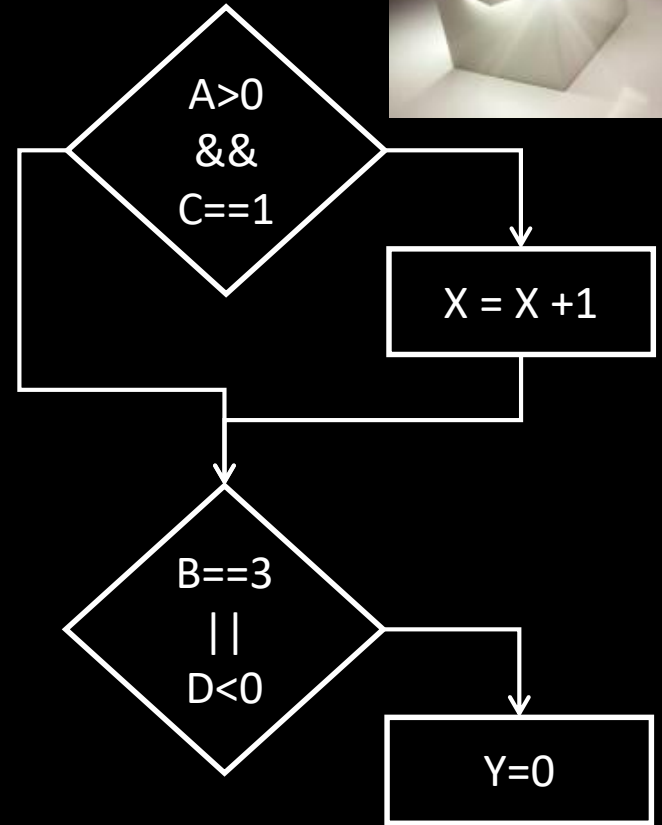 A>0
&&
C==1
X = X +1
B==3
||
D<0
Y=0